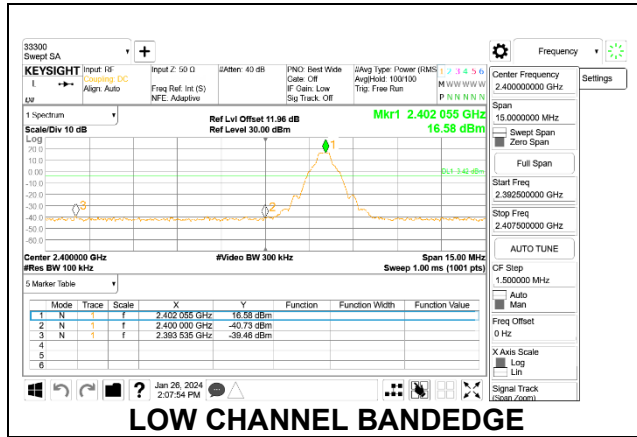 33300
Swept SA
▼
+
Frequency
▼
KEYSIGHT
Input: RF
Coupling: DC
Align: Auto
Input Z: 50 Ω
Freq Ref: Int (S)
NFE: Adaptive
#Atten: 40 dB
PNO: Best Wide
Gate: Off
IF Gain: Low
Sig Track: Off
#Avg Type: Power (RMS
Avg|Hold: 100/100
Trig: Free Run
1 2 3 4 5 6
M W W W W W
P N N N N N
L
Center Frequency
2.400000000 GHz
Settings
Span
15.0000000 MHz
Swept Span
Zero Span
Full Span
Start Freq
2.392500000 GHz
Stop Freq
2.407500000 GHz
AUTO TUNE
CF Step
1.500000 MHz
Auto
Man
Freq Offset
0 Hz
X Axis Scale
Log
Lin
Signal Track
(Span Zoom)
1 Spectrum
▼
Scale/Div 10 dB
Ref Lvl Offset 11.96 dB
Ref Level 30.00 dBm
Mkr1 2.402 055 GHz
16.58 dBm
Log
20.0
10.0
0.00
-10.0
-20.0
-30.0
-40.0
-50.0
-60.0
1
2
3
DL1 -3.42 dBm
Center 2.400000 GHz
#Res BW 100 kHz
#Video BW 300 kHz
Span 15.00 MHz
Sweep 1.00 ms (1001 pts)
5 Marker Table
▼
Mode Trace Scale X Y Function Function Width Function Value
1 N 1 f 2.402 055 GHz 16.58 dBm
2 N 1 f 2.400 000 GHz -40.73 dBm
3 N 1 f 2.393 535 GHz -39.46 dBm
4
5
6
?
Jan 26, 2024
2:07:54 PM
LOW CHANNEL BANDEDGE